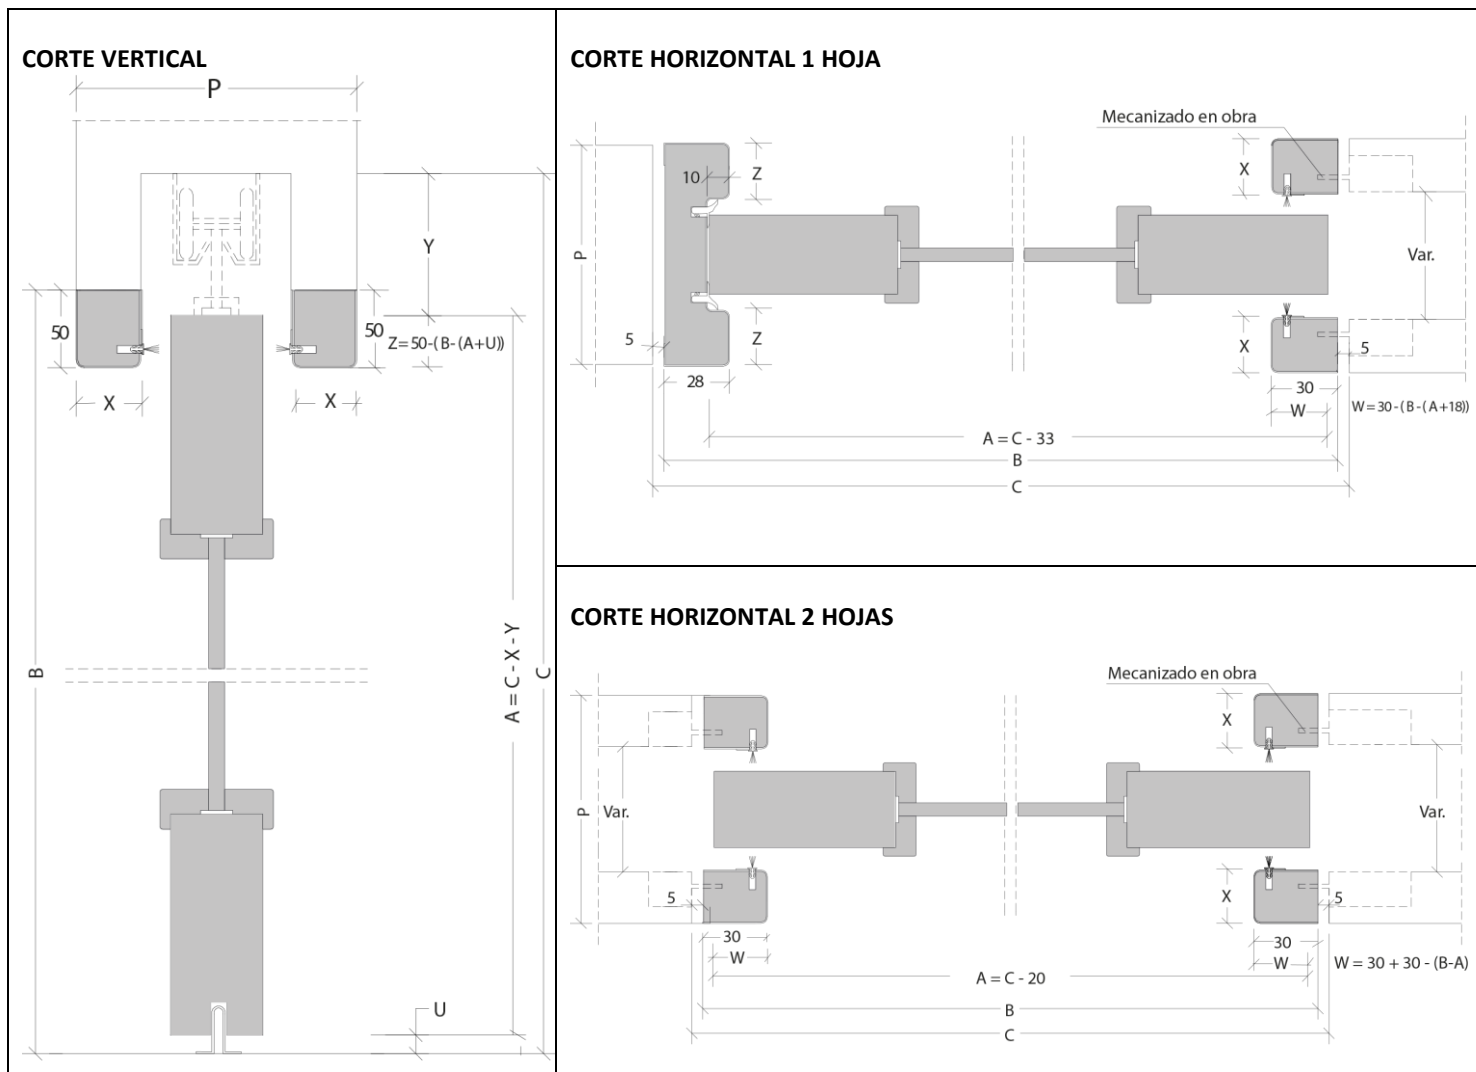 CORTE VERTICAL
P
Y
50
50
Z=50-(B-(A+U))
X
X
B
A = C - X - Y
C
U
CORTE HORIZONTAL 1 HOJA
Mecanizado en obra
10
Z
X
P
Var.
5
Z
X
5
28
30
W
W=30-(B-(A+18))
A = C - 33
B
C
CORTE HORIZONTAL 2 HOJAS
Mecanizado en obra
X
P
Var.
Var.
5
X
5
30
30
W
W
W = 30 + 30 - (B-A)
A = C - 20
B
C